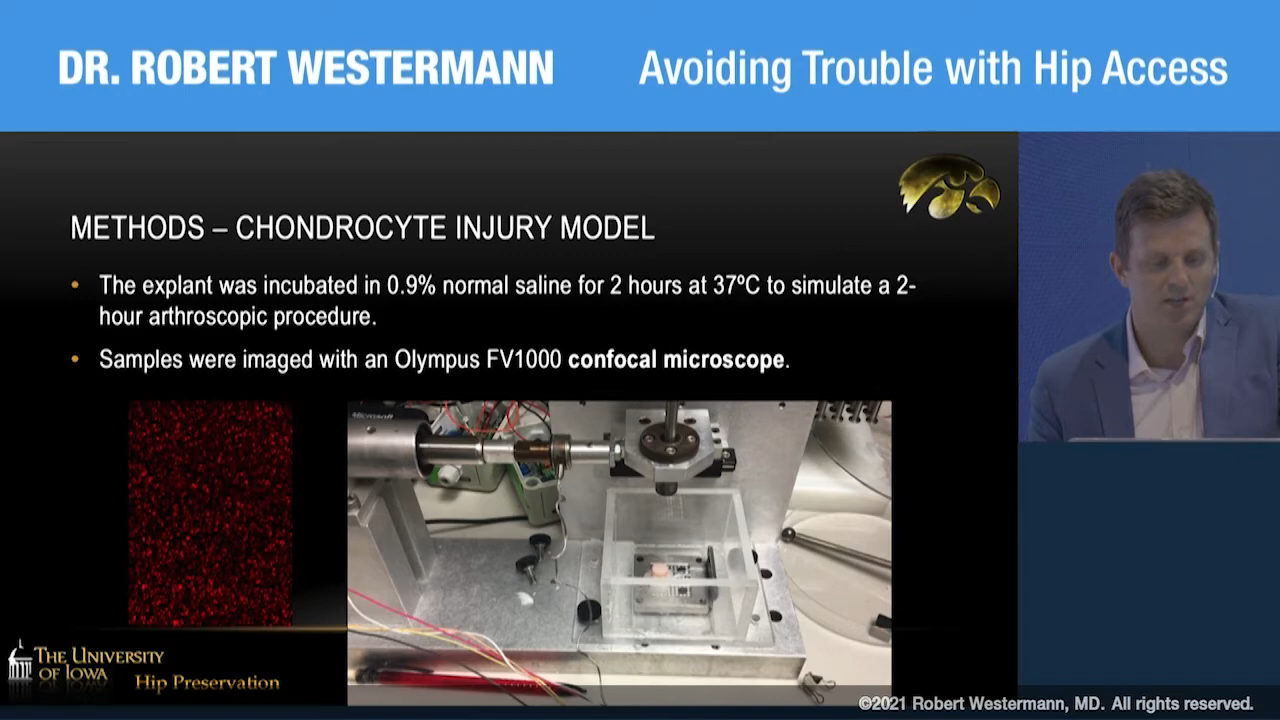 DR. ROBERT WESTERMANN
Avoiding Trouble with Hip Access
METHODS – CHONDROCYTE INJURY MODEL
• The explant was incubated in 0.9% normal saline for 2 hours at 37ºC to simulate a 2-
hour arthroscopic procedure.
• Samples were imaged with an Olympus FV1000 confocal microscope.
Microsoft
THE UNIVERSITY
OF IOWA
Hip Preservation
©2021 Robert Westermann, MD. All rights reserved.